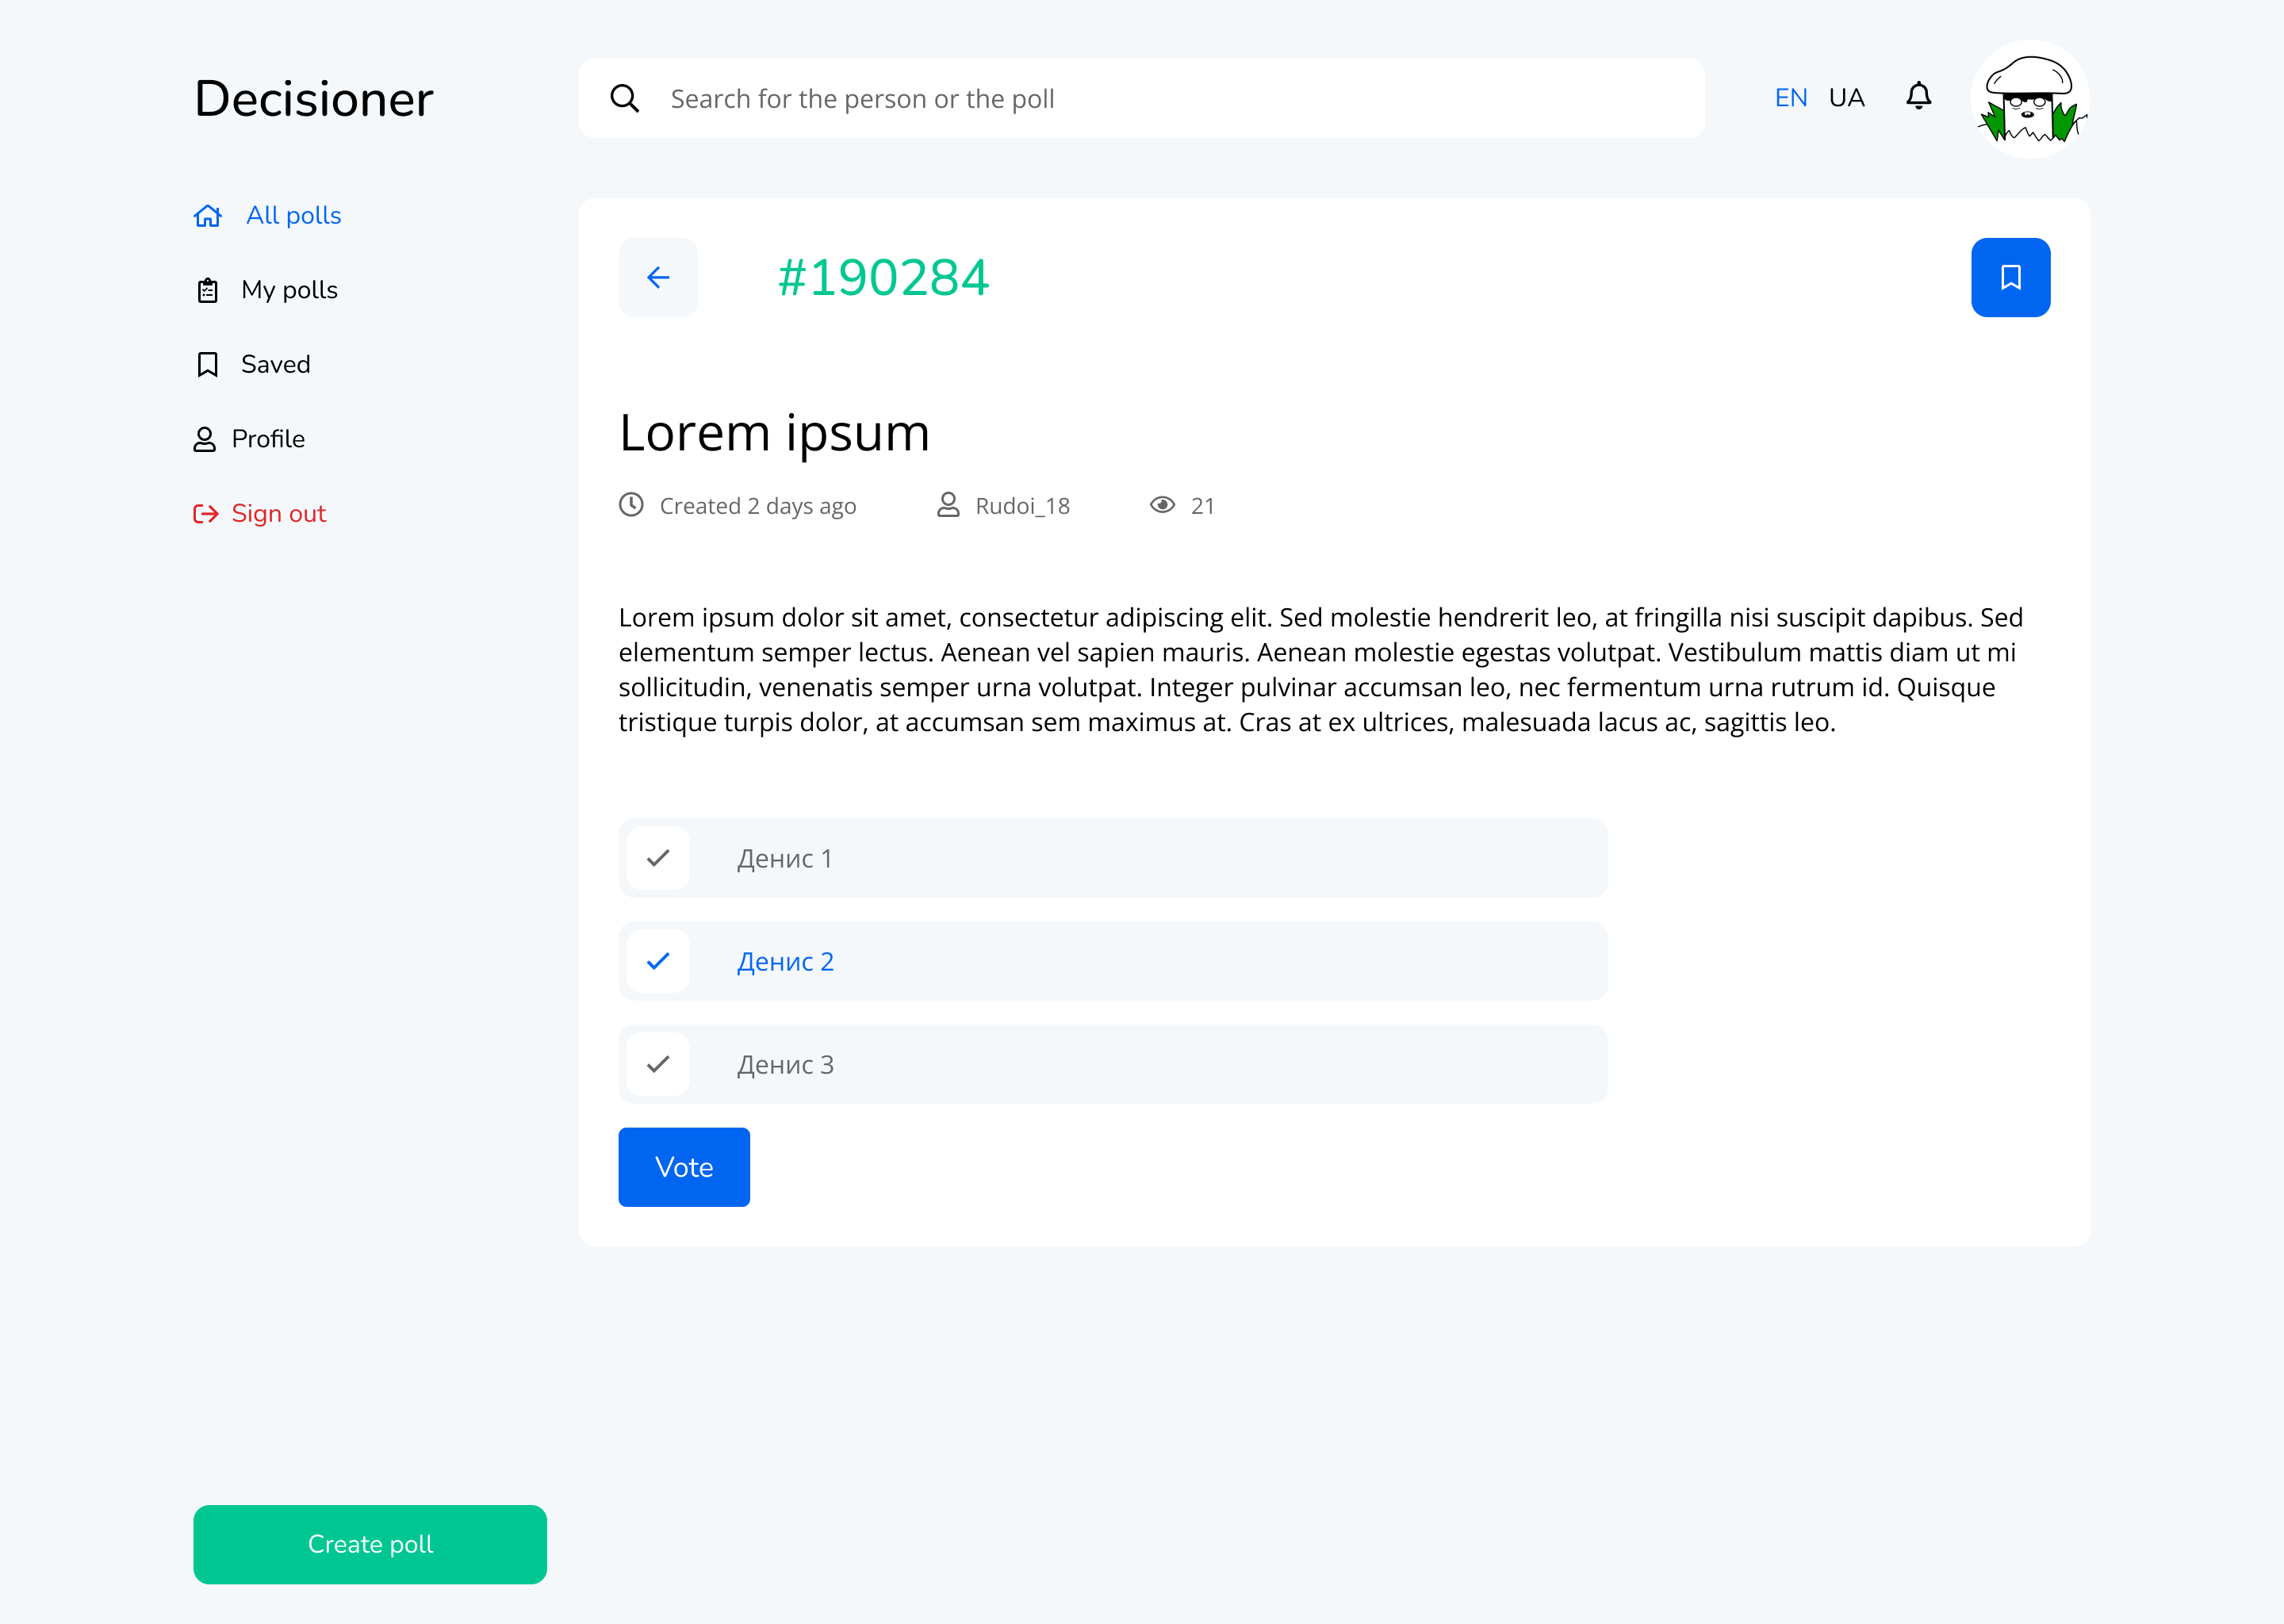 Decisioner
Search for the person or the poll
EN UA
All polls
My polls
Saved
Profile
Sign out
#190284
Lorem ipsum
Created 2 days ago
Rudoi_18
21
Lorem ipsum dolor sit amet, consectetur adipiscing elit. Sed molestie hendrerit leo, at fringilla nisi suscipit dapibus. Sed
elementum semper lectus. Aenean vel sapien mauris. Aenean molestie egestas volutpat. Vestibulum mattis diam ut mi
sollicitudin, venenatis semper urna volutpat. Integer pulvinar accumsan leo, nec fermentum urna rutrum id. Quisque
tristique turpis dolor, at accumsan sem maximus at. Cras at ex ultrices, malesuada lacus ac, sagittis leo.
Денис 1
Денис 2
Денис 3
Vote
Create poll